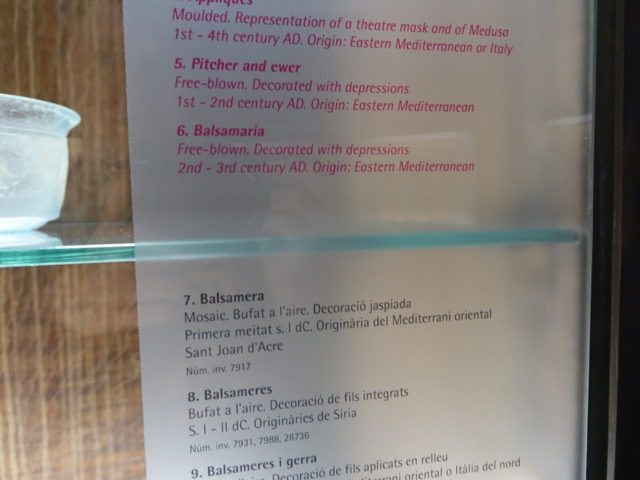 Appliques
Moulded. Representation of a theatre mask and of Medusa
1st - 4th century AD. Origin: Eastern Mediterranean or Italy
5. Pitcher and ewer
Free-blown. Decorated with depressions
1st - 2nd century AD. Origin: Eastern Mediterranean
6. Balsamaria
Free-blown. Decorated with depressions
2nd - 3rd century AD. Origin: Eastern Mediterranean
7. Balsamera
Mosaic. Bufat a l'aire. Decoració jaspiada
Primera meitat s. I dC. Originària del Mediterrani oriental
Sant Joan d'Acre
Núm. inv. 7917
8. Balsameres
Bufat a l'aire. Decoració de fils integrats
S. I - II dC. Originàries de Síria
Núm. inv. 7931, 7988, 28736
9. Balsameres i gerra
Decoració de fils aplicats en relleu
oriental o Itàlia del nord